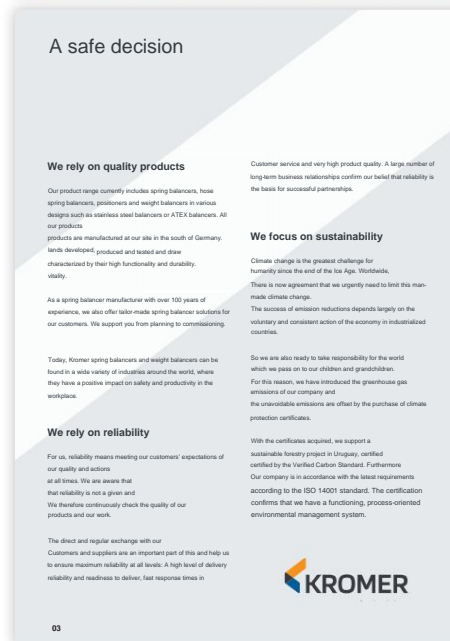 A safe decision
We rely on quality products
Our product range currently includes spring balancers, hose
spring balancers, positioners and weight balancers in various
designs such as stainless steel balancers or ATEX balancers. All
our products
products are manufactured at our site in the south of Germany.
lands developed, produced and tested and draw
characterized by their high functionality and durability.
vitality.
As a spring balancer manufacturer with over 100 years of
experience, we also offer tailor-made spring balancer solutions for
our customers. We support you from planning to commissioning.
Today, Kromer spring balancers and weight balancers can be
found in a wide variety of industries around the world, where
they have a positive impact on safety and productivity in the
workplace.
We rely on reliability
For us, reliability means meeting our customers' expectations of
our quality and actions
at all times. We are aware that
that reliability is not a given and
We therefore continuously check the quality of our
products and our work.
The direct and regular exchange with our
Customers and suppliers are an important part of this and help us
to ensure maximum reliability at all levels: A high level of delivery
reliability and readiness to deliver, fast response times in
Customer service and very high product quality. A large number of
long-term business relationships confirm our belief that reliability is
the basis for successful partnerships.
We focus on sustainability
Climate change is the greatest challenge for
humanity since the end of the Ice Age. Worldwide,
There is now agreement that we urgently need to limit this man-
made climate change.
The success of emission reductions depends largely on the
voluntary and consistent action of the economy in industrialized
countries.
So we are also ready to take responsibility for the world
which we pass on to our children and grandchildren.
For this reason, we have introduced the greenhouse gas
emissions of our company and
the unavoidable emissions are offset by the purchase of climate
protection certificates.
With the certificates acquired, we support a
sustainable forestry project in Uruguay, certified
certified by the Verified Carbon Standard. Furthermore
Our company is in accordance with the latest requirements
according to the ISO 14001 standard. The certification
confirms that we have a functioning, process-oriented
environmental management system.
KROMER
03